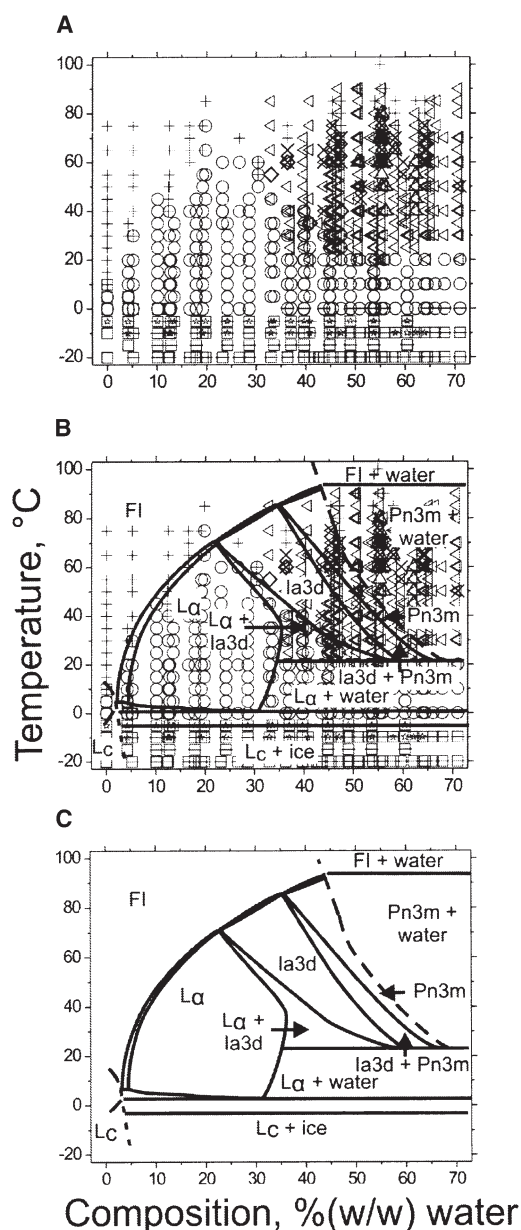 A
100
80
60
40
20
0
-20
0 10 20 30 40 50 60 70
B
100
80
60
40
20
0
-20
Fl + water
Fl
Pn3m +
water
Ia3d
Lα
Lα +
Ia3d
Pn3m
Ia3d + Pn3m
Lα + water
Lc
Lc + ice
0 10 20 30 40 50 60 70
Temperature, °C
C
100
80
60
40
20
0
-20
Fl + water
Fl
Pn3m +
water
Ia3d
Lα
Pn3m
Lα +
Ia3d
Ia3d + Pn3m
Lα + water
Lc
Lc + ice
0 10 20 30 40 50 60 70
Composition, %(w/w) water